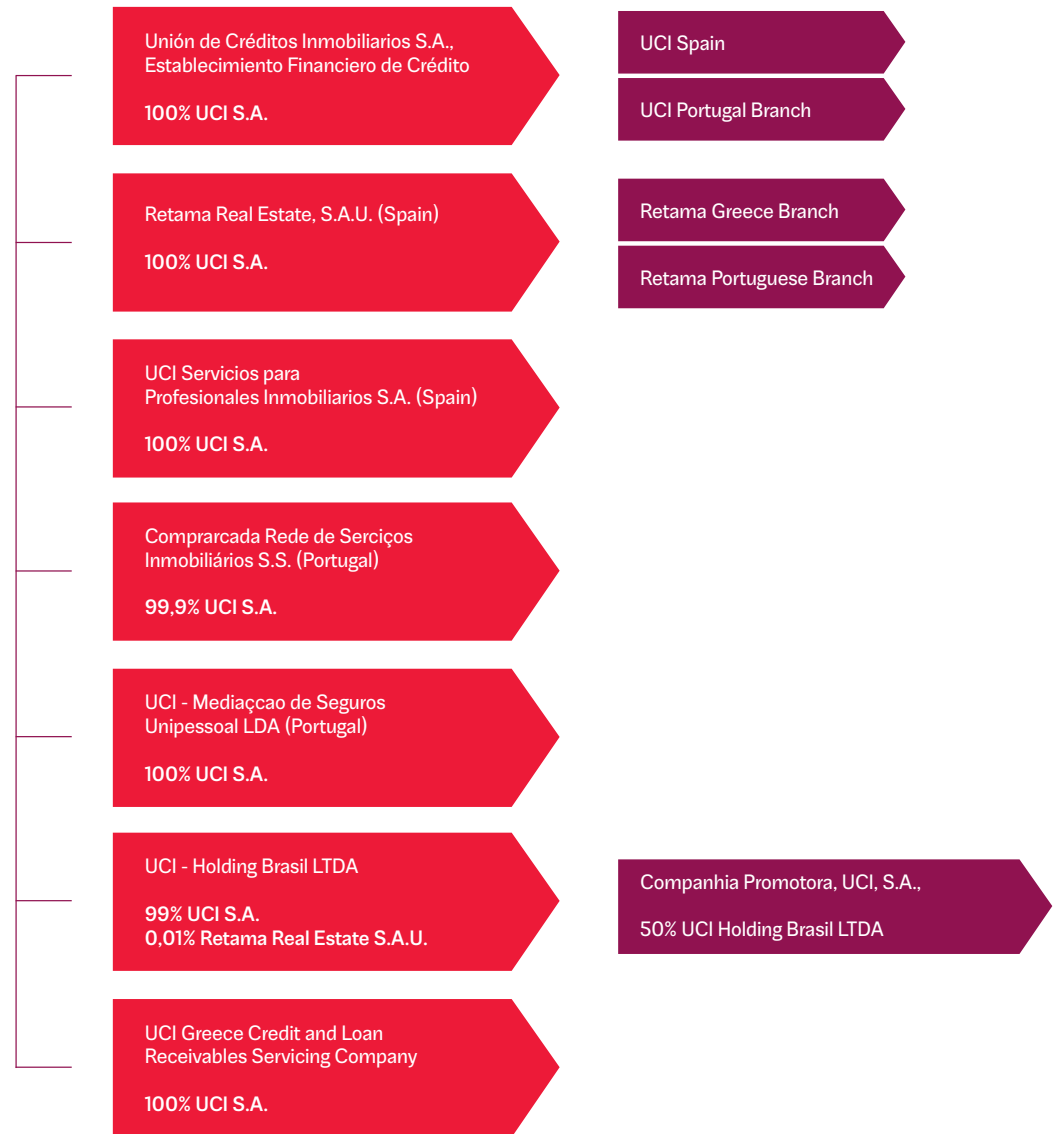 Unión de Créditos Inmobiliarios S.A.,
Establecimiento Financiero de Crédito
100% UCI S.A.
UCI Spain
UCI Portugal Branch
Retama Real Estate, S.A.U. (Spain)
100% UCI S.A.
Retama Greece Branch
Retama Portuguese Branch
UCI Servicios para
Profesionales Inmobiliarios S.A. (Spain)
100% UCI S.A.
Comprarcada Rede de Serciços
Inmobiliários S.S. (Portugal)
99,9% UCI S.A.
UCI - Mediaçcao de Seguros
Unipessoal LDA (Portugal)
100% UCI S.A.
UCI - Holding Brasil LTDA
99% UCI S.A.
0,01% Retama Real Estate S.A.U.
Companhia Promotora, UCI, S.A.,
50% UCI Holding Brasil LTDA
UCI Greece Credit and Loan
Receivables Servicing Company
100% UCI S.A.